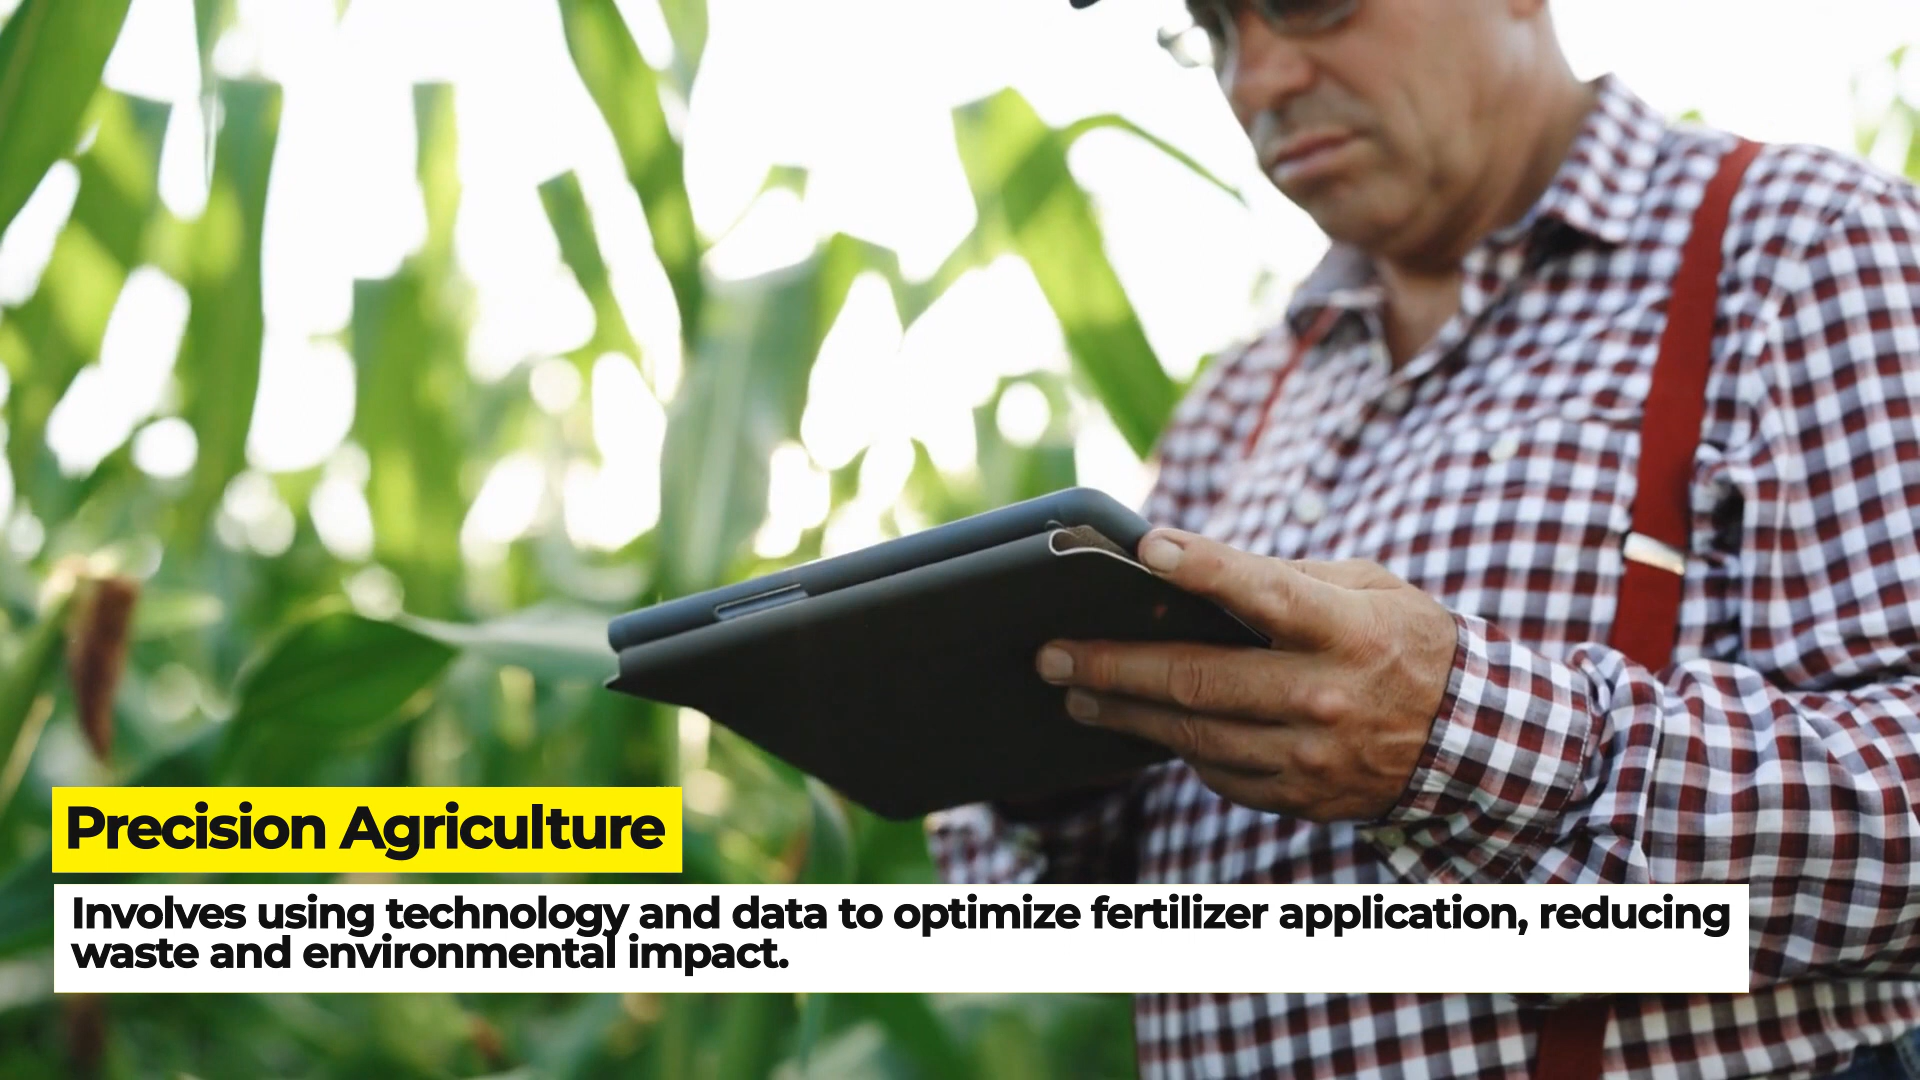 Precision Agriculture
Involves using technology and data to optimize fertilizer application, reducing
waste and environmental impact.